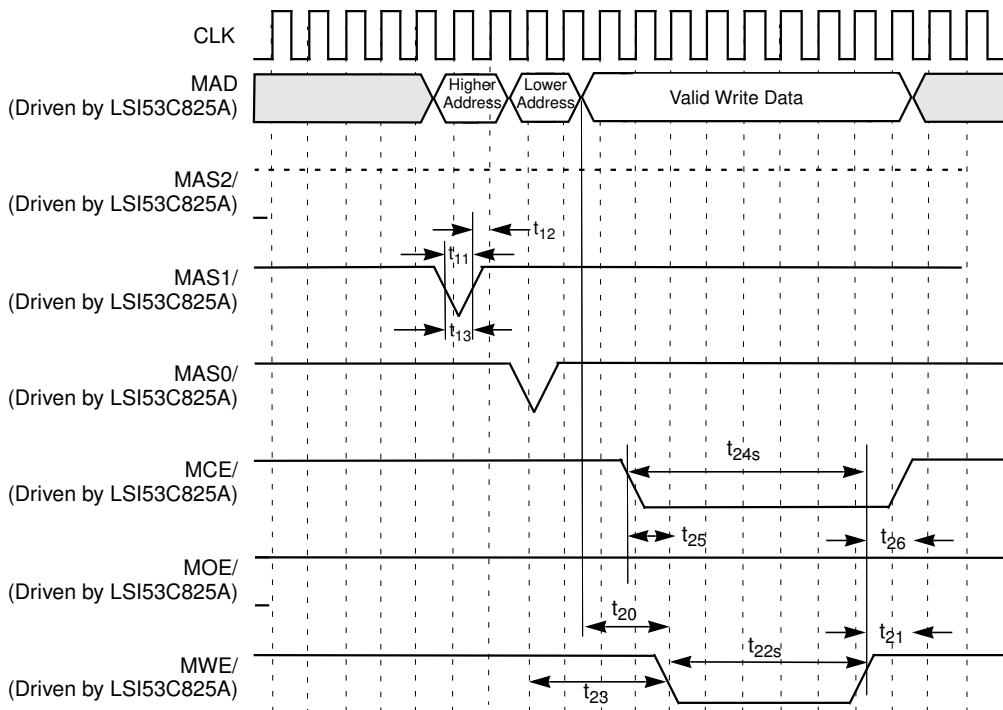 CLK
MAD
(Driven by LSI53C825A)
Higher
Address
Lower
Address
Valid Write Data
MAS2/
(Driven by LSI53C825A)
t12
t11
MAS1/
(Driven by LSI53C825A)
t13
MAS0/
(Driven by LSI53C825A)
t24s
MCE/
(Driven by LSI53C825A)
t25
t26
MOE/
(Driven by LSI53C825A)
t20
t21
t22s
MWE/
(Driven by LSI53C825A)
t23